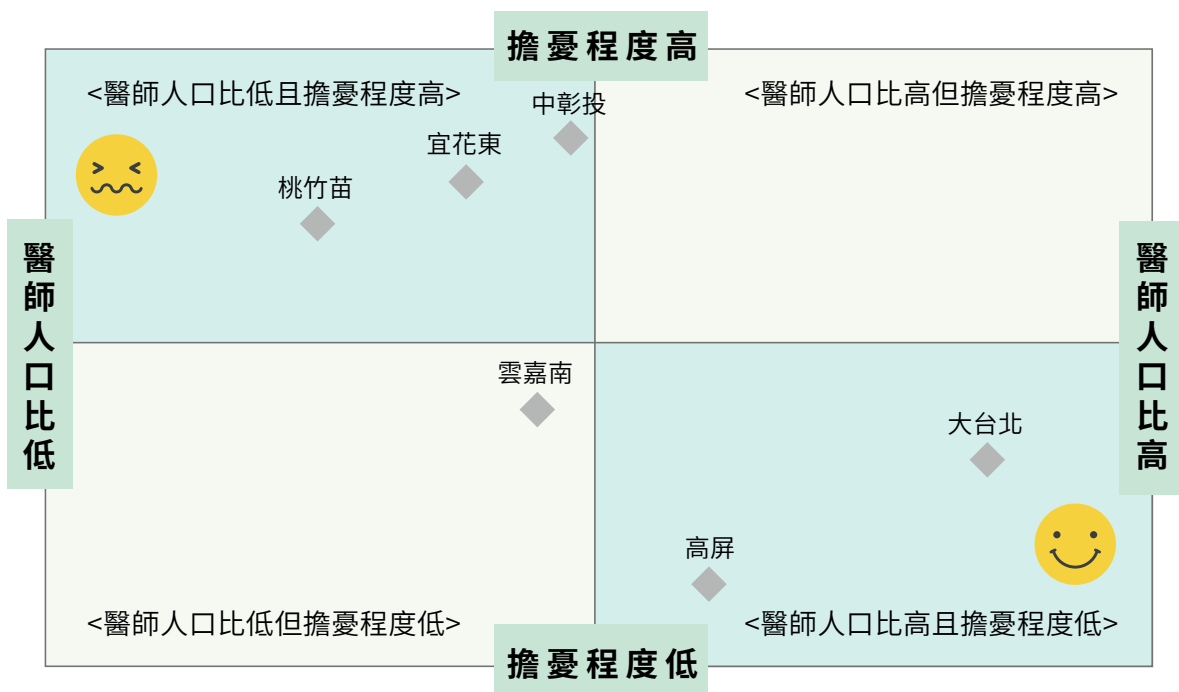 擔憂程度高
<醫師人口比低且擔憂程度高>
<醫師人口比高但擔憂程度高>
中彰投
宜花東
桃竹苗
醫師人口比低
醫師人口比高
雲嘉南
大台北
高屏
<醫師人口比低但擔憂程度低>
<醫師人口比高且擔憂程度低>
擔憂程度低